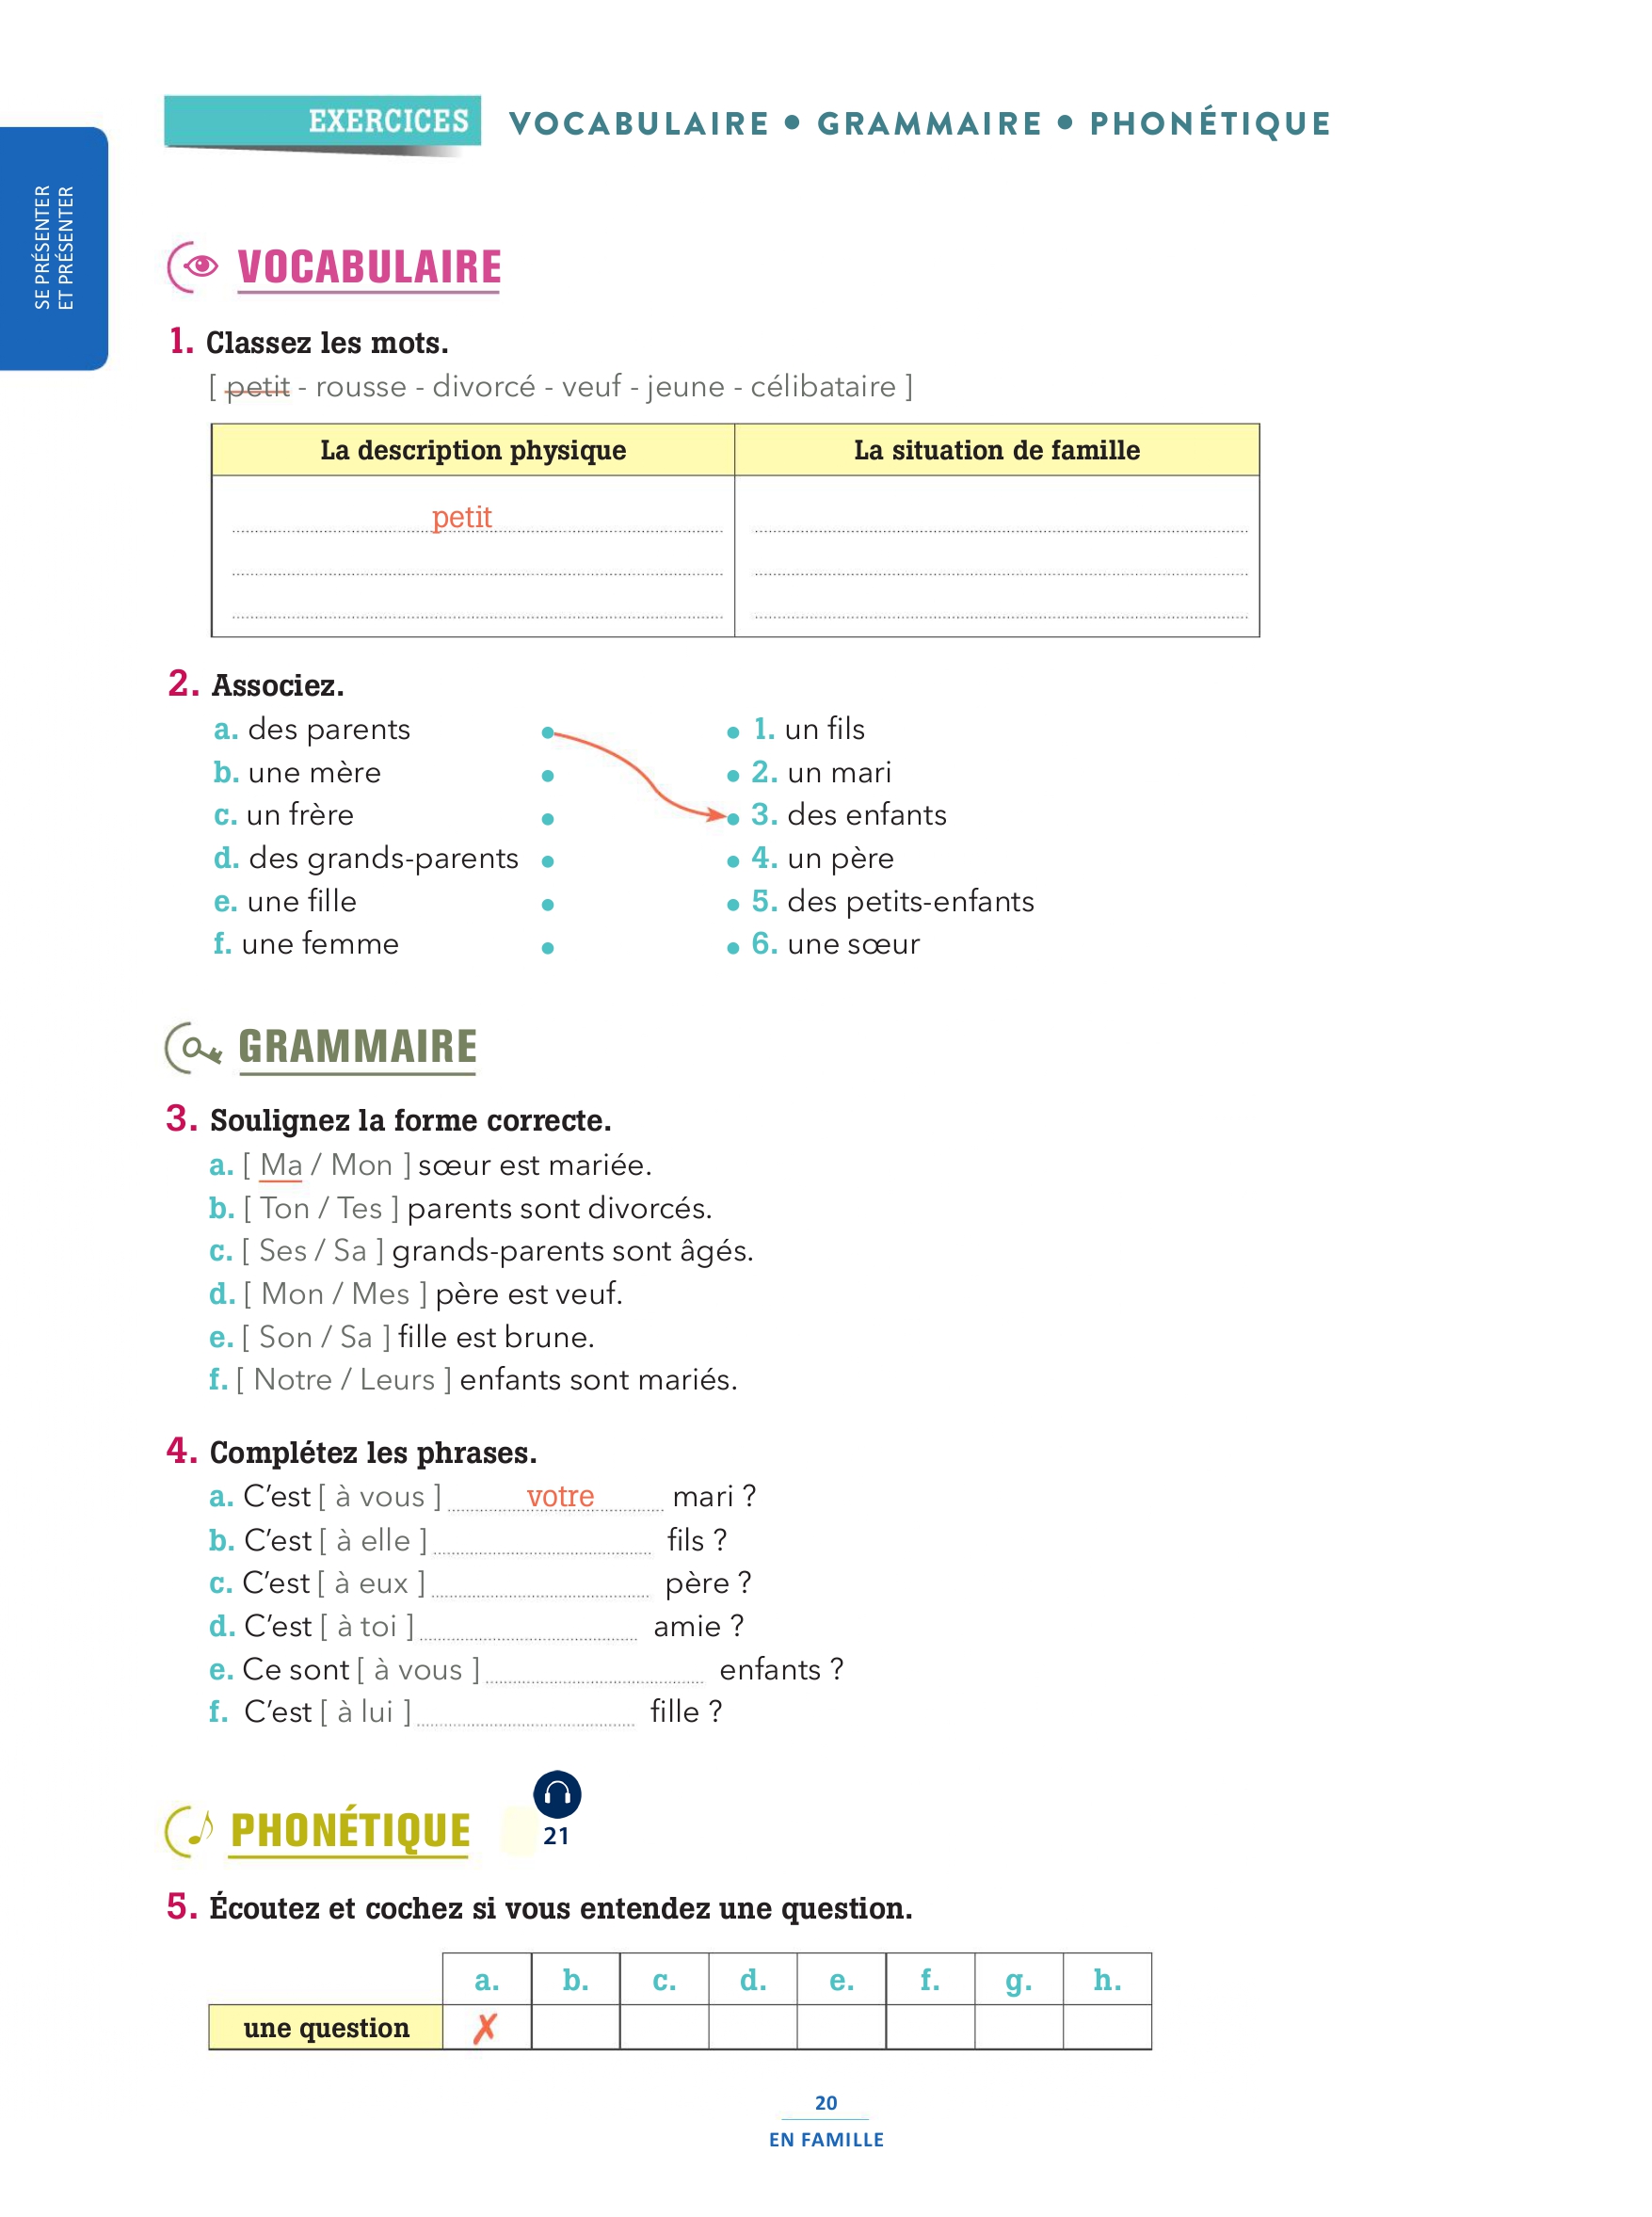 EXERCICES VOCABULAIRE • GRAMMAIRE • PHONÉTIQUE
SE PRÉSENTER
ET PRÉSENTER
VOCABULAIRE
1. Classez les mots.
[ petit - rousse - divorcé - veuf - jeune - célibataire ]
La description physique La situation de famille
petit
2. Associez.
a. des parents • • 1. un fils
b. une mère • • 2. un mari
c. un frère • • 3. des enfants
d. des grands-parents • • 4. un père
e. une fille • • 5. des petits-enfants
f. une femme • • 6. une sœur
GRAMMAIRE
3. Soulignez la forme correcte.
a. [ Ma / Mon ] sœur est mariée.
b. [ Ton / Tes ] parents sont divorcés.
c. [ Ses / Sa ] grands-parents sont âgés.
d. [ Mon / Mes ] père est veuf.
e. [ Son / Sa ] fille est brune.
f. [ Notre / Leurs ] enfants sont mariés.
4. Complétez les phrases.
a. C’est [ à vous ] votre mari ?
b. C’est [ à elle ] fils ?
c. C’est [ à eux ] père ?
d. C’est [ à toi ] amie ?
e. Ce sont [ à vous ] enfants ?
f. C’est [ à lui ] fille ?
PHONÉTIQUE 21
5. Écoutez et cochez si vous entendez une question.
a. b. c. d. e. f. g. h.
une question ✗
20
EN FAMILLE